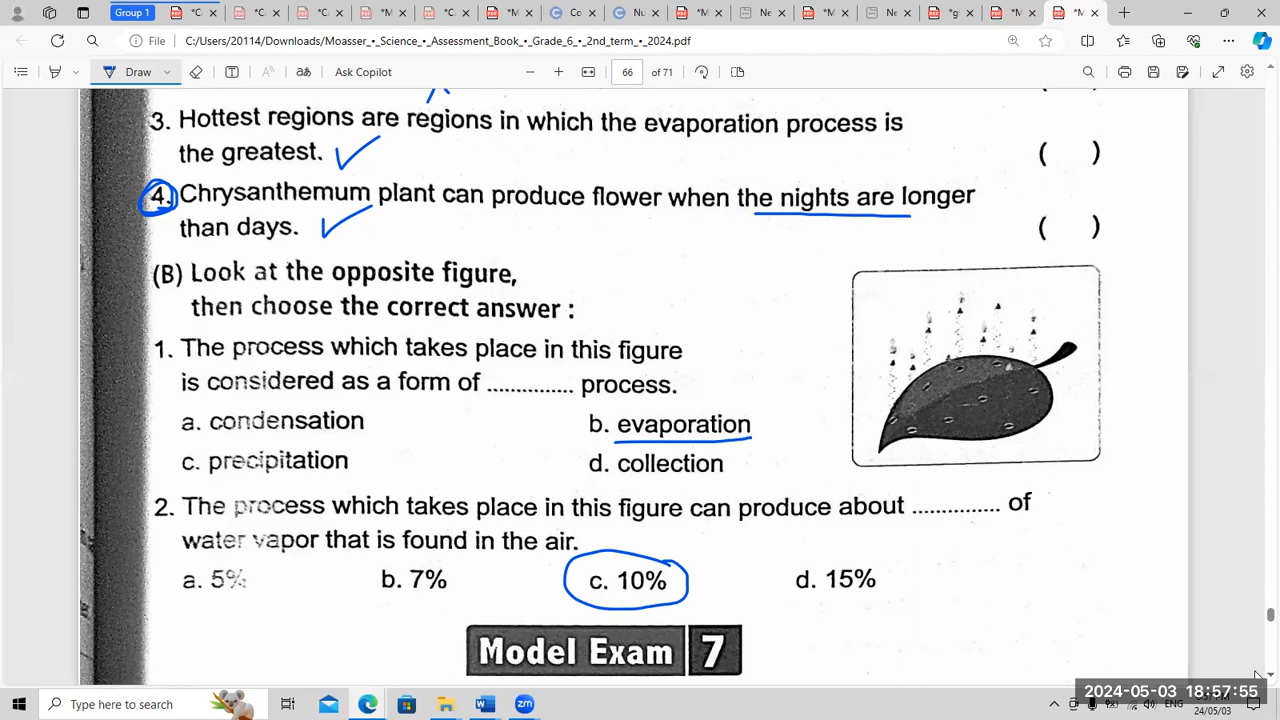 Group 1
File
C:/Users/20114/Downloads/Moasser_•_Science_•_Assessment_Book_•_Grade_6_•_2nd_term_•_2024.pdf
Draw
Ask Copilot
66 of 71
3. Hottest regions are regions in which the evaporation process is
the greatest. ( )
4. Chrysanthemum plant can produce flower when the nights are longer
than days. ( )
(B) Look at the opposite figure,
then choose the correct answer :
1. The process which takes place in this figure
is considered as a form of .............. process.
a. condensation b. evaporation
c. precipitation d. collection
2. The process which takes place in this figure can produce about .............. of
water vapor that is found in the air.
a. 5% b. 7% c. 10% d. 15%
Model Exam 7
2024-05-03 18:57:55
Type here to search
ENG
24/05/03